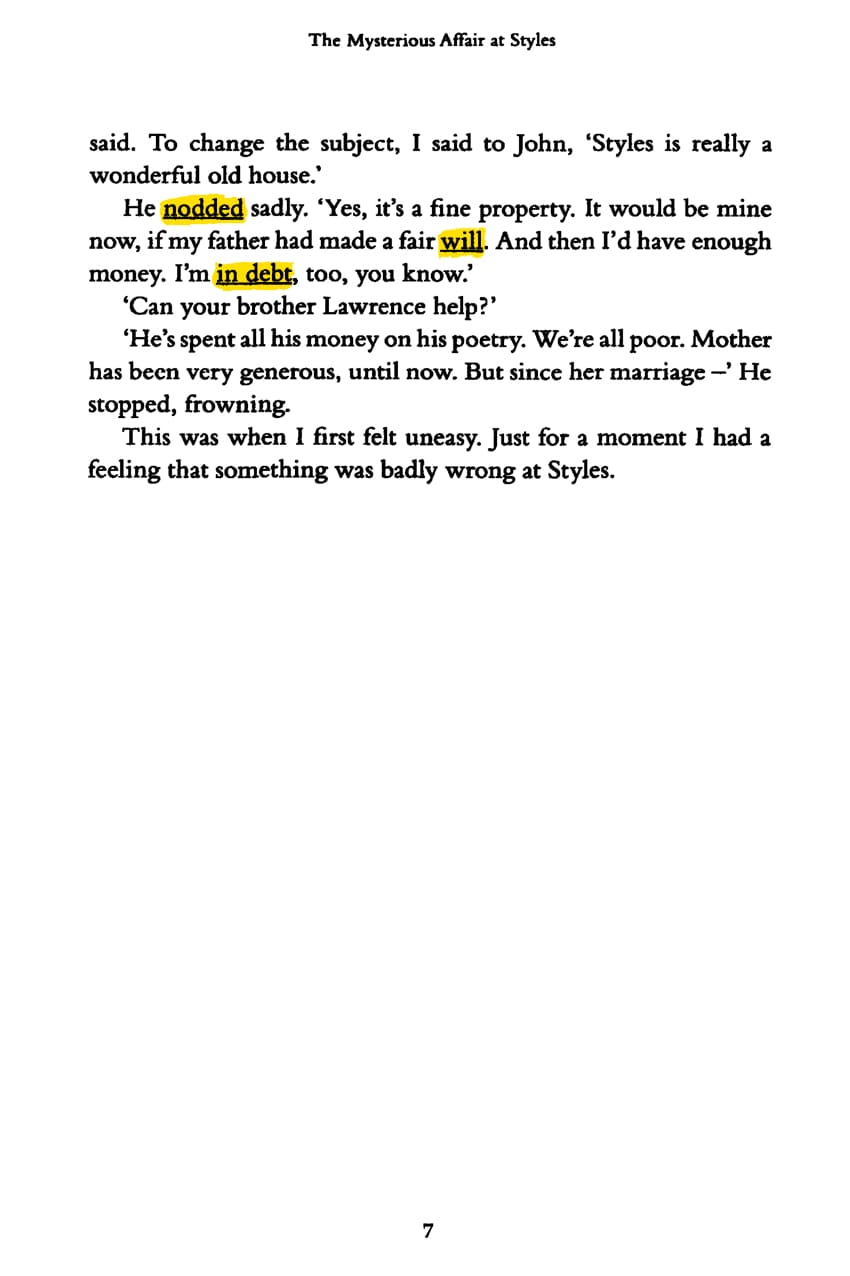 The Mysterious Affair at Styles
said. To change the subject, I said to John, ‘Styles is really a
wonderful old house.’
He nodded sadly. ‘Yes, it’s a fine property. It would be mine
now, if my father had made a fair will. And then I’d have enough
money. I’m in debt, too, you know.’
‘Can your brother Lawrence help?’
‘He’s spent all his money on his poetry. We’re all poor. Mother
has been very generous, until now. But since her marriage –’ He
stopped, frowning.
This was when I first felt uneasy. Just for a moment I had a
feeling that something was badly wrong at Styles.
7